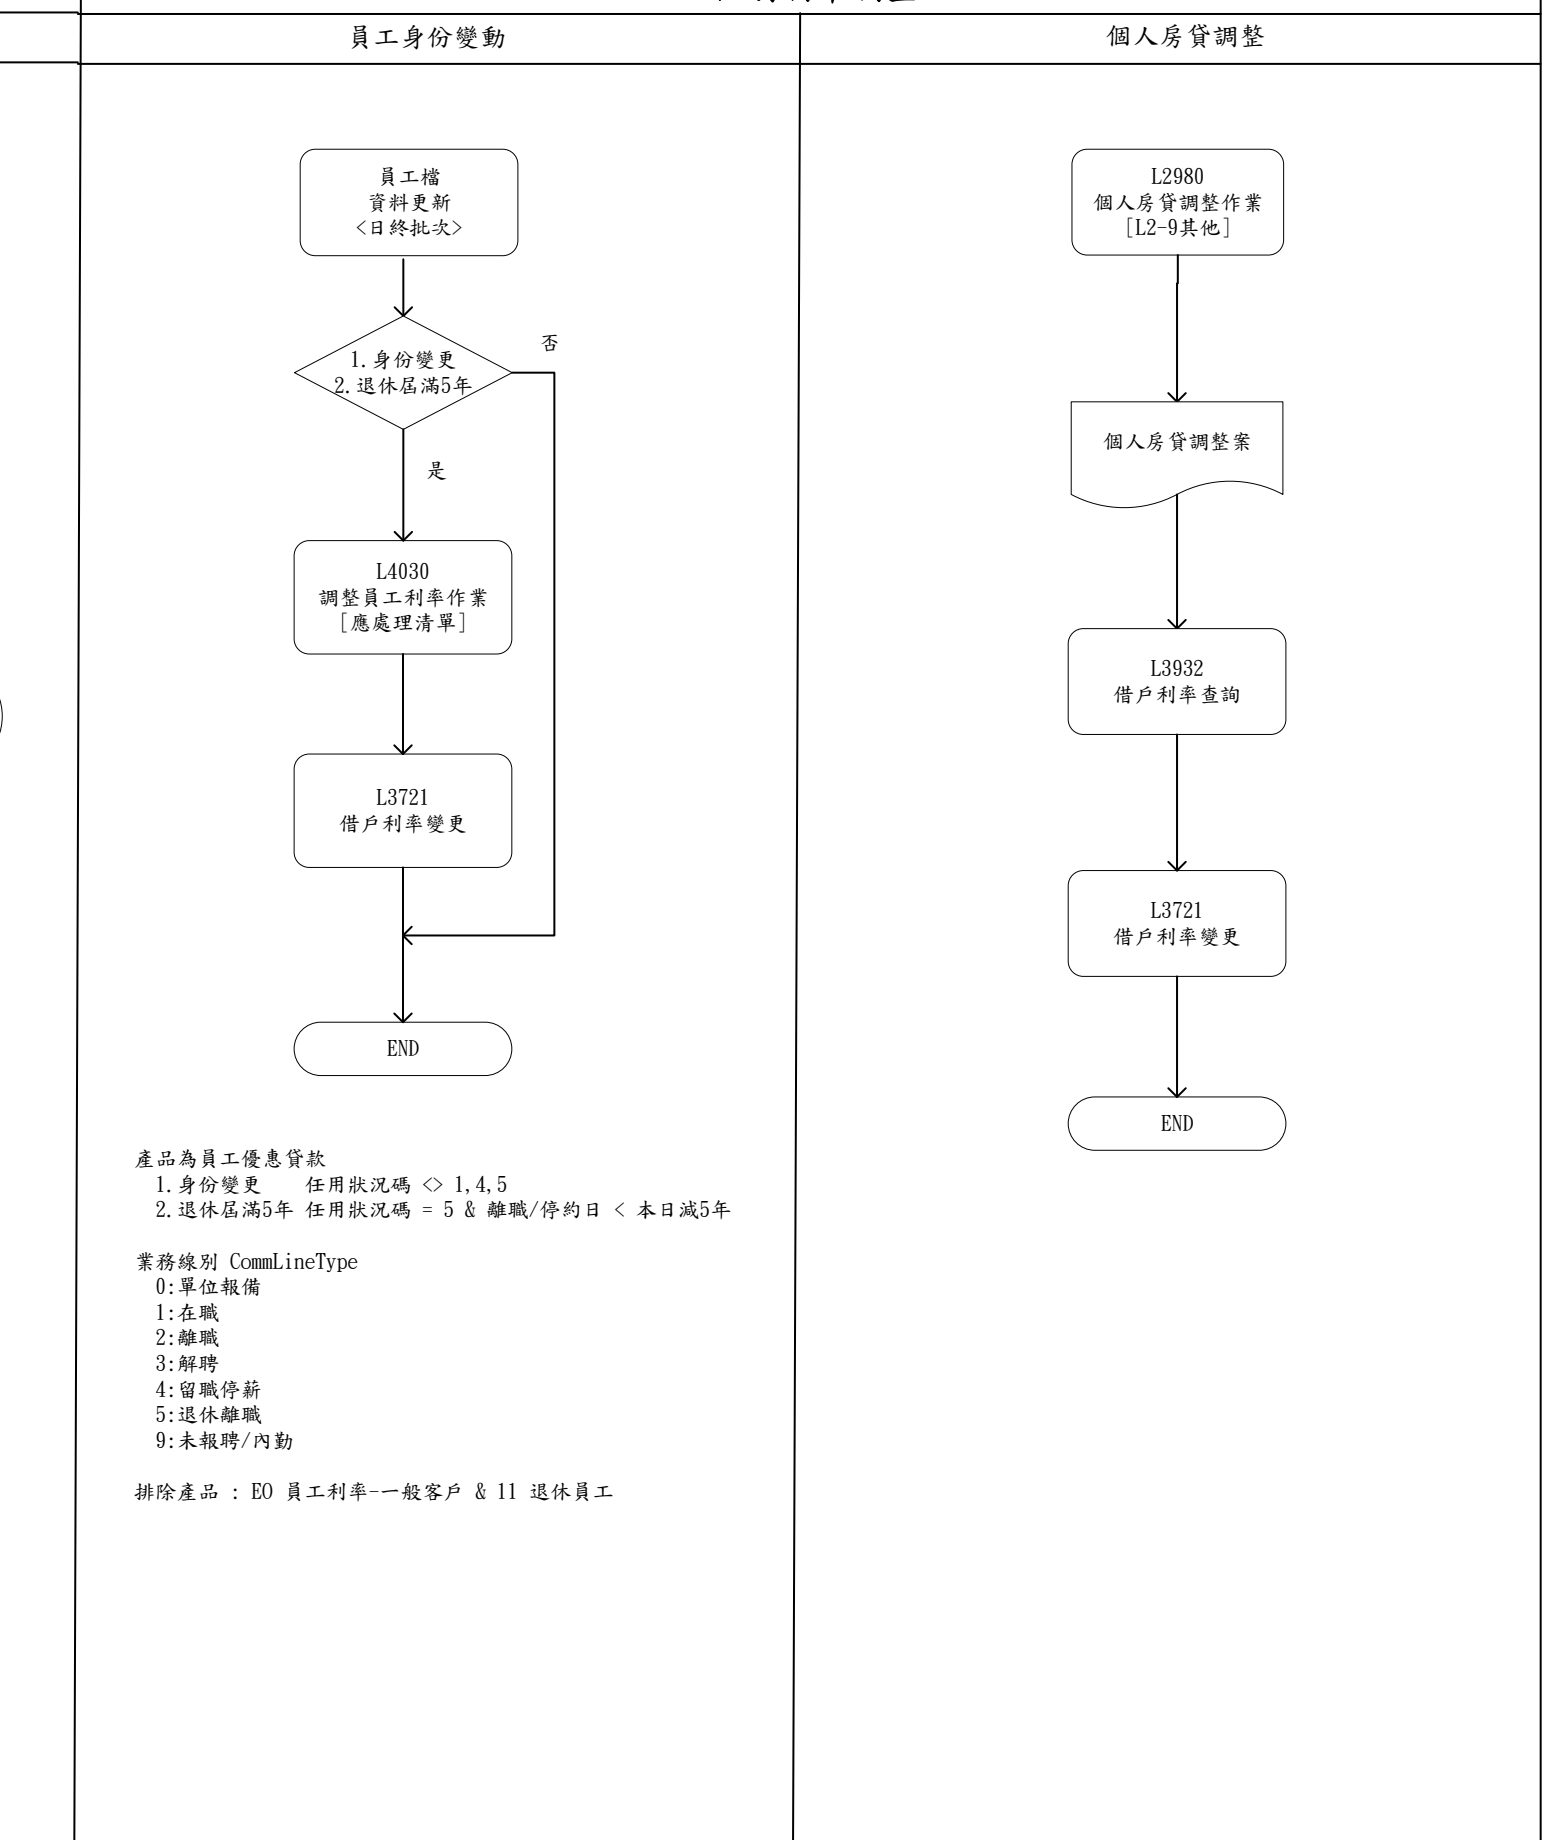 員工身份變動
個人房貸調整
員工檔
資料更新
<日終批次>
否
1.身份變更
2.退休屆滿5年
是
L4030
調整員工利率作業
[應處理清單]
L3721
借戶利率變更
END
產品為員工優惠貸款
1.身份變更 任用狀況碼 <> 1,4,5
2.退休屆滿5年 任用狀況碼 = 5 & 離職/停約日 < 本日減5年
業務線別 CommLineType
0:單位報備
1:在職
2:離職
3:解聘
4:留職停薪
5:退休離職
9:未報聘/內勤
排除產品 : EO 員工利率-一般客戶 & 11 退休員工
L2980
個人房貸調整作業
[L2-9其他]
個人房貸調整案
L3932
借戶利率查詢
L3721
借戶利率變更
END